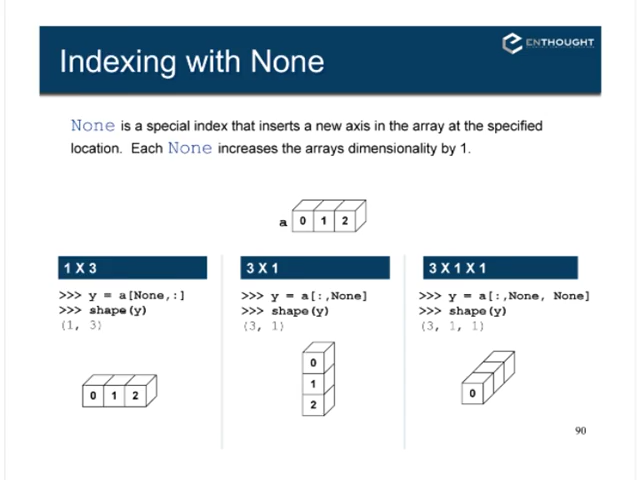 ENTHOUGHT
Indexing with None
None is a special index that inserts a new axis in the array at the specified
location. Each None increases the arrays dimensionality by 1.
a 0 1 2
1 X 3
>>> y = a[None,:]
>>> shape(y)
(1, 3)
0 1 2
3 X 1
>>> y = a[:,None]
>>> shape(y)
(3, 1)
0
1
2
3 X 1 X 1
>>> y = a[:,None, None]
>>> shape(y)
(3, 1, 1)
0
90